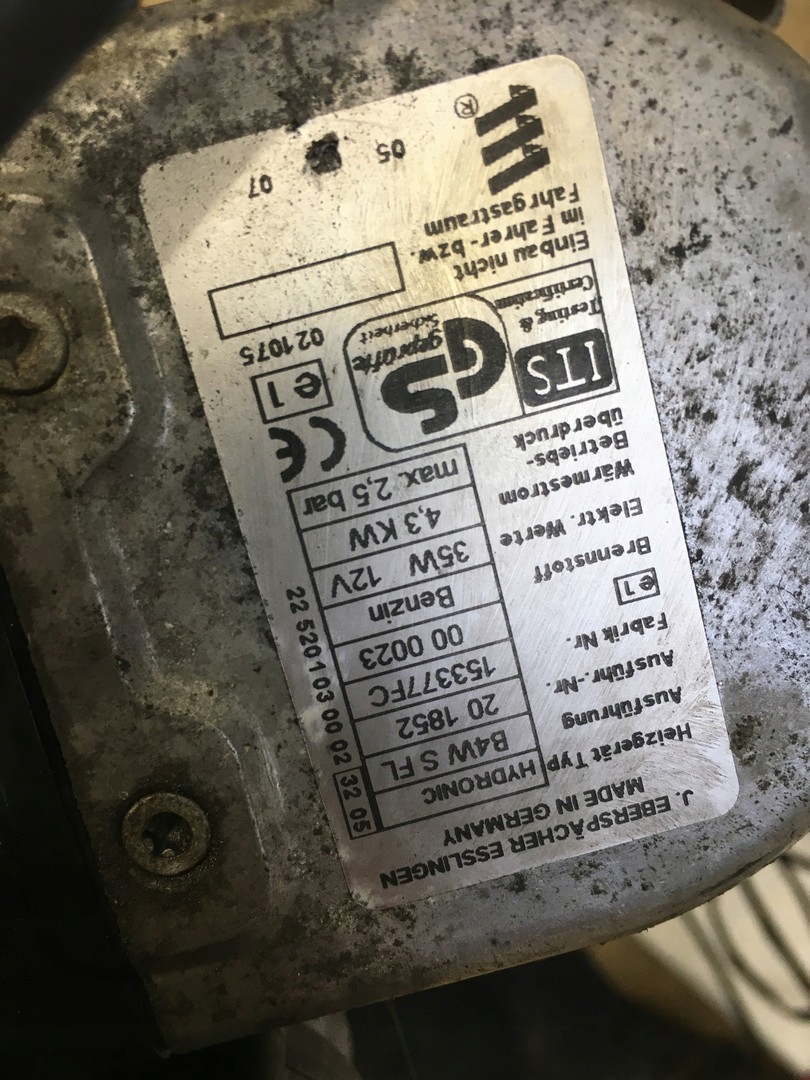 J. EBERSPÄCHER ESSLINGEN
MADE IN GERMANY
Heizgerät Typ HYDRONIC
Ausführung B4W S FL
Ausführ.-Nr. 20 1852
Fabrik Nr. 153377FC
e1 00 0023
Brennstoff Benzin
Elektr. Werte 35W 12V
Wärmestrom 4,3 KW
Betriebs-
überdruck max. 2,5 bar
22 5201 03 00 02 32 05
ITS
Testing &
Certification
GS
geprüfte
Sicherheit
CE
e1
021075
Einbau nicht
im Fahrer- bzw.
Fahrgastraum
®
05 07